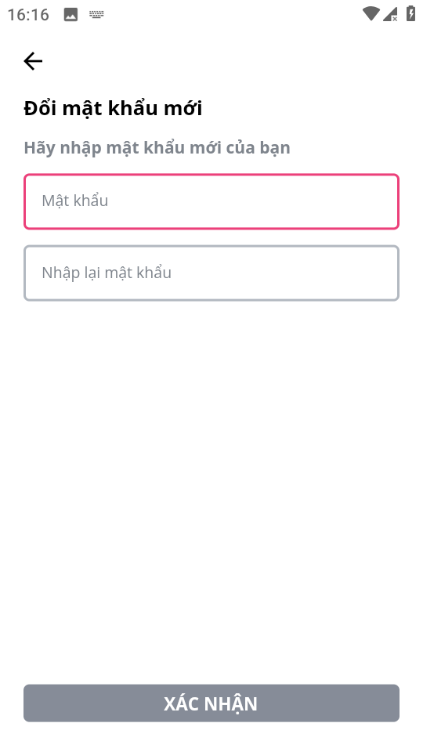 16:16
Đổi mật khẩu mới
Hãy nhập mật khẩu mới của bạn
Mật khẩu
Nhập lại mật khẩu
XÁC NHẬN